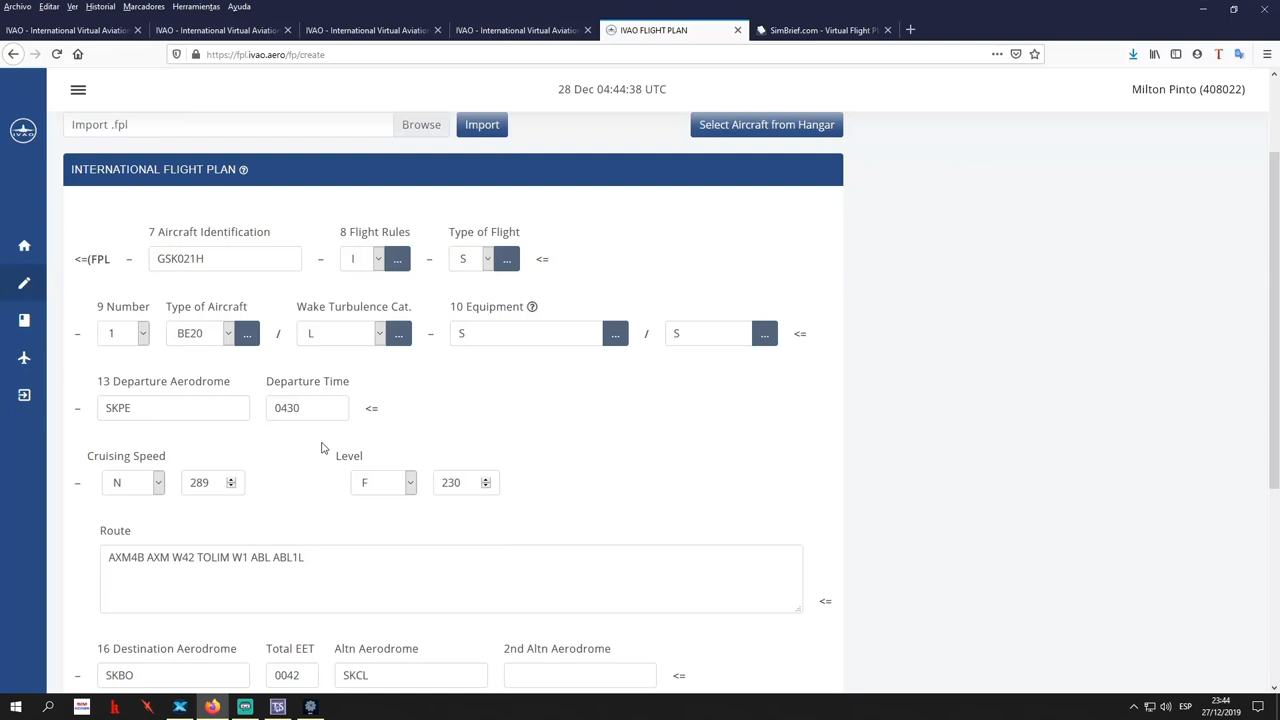 Archivo Editar Ver Historial Marcadores Herramientas Ayuda
IVAO - International Virtual Aviatio
IVAO - International Virtual Aviatio
IVAO - International Virtual Aviatio
IVAO - International Virtual Aviatio
IVAO FLIGHT PLAN
SimBrief.com - Virtual Flight Pl
https://fpl.ivao.aero/fp/create
28 Dec 04:44:38 UTC
Milton Pinto (408022)
IVAO
Import .fpl Browse Import Select Aircraft from Hangar
INTERNATIONAL FLIGHT PLAN
7 Aircraft Identification 8 Flight Rules Type of Flight
<=(FPL – GSK021H – I ... – S ... <=
9 Number Type of Aircraft Wake Turbulence Cat. 10 Equipment
– 1 BE20 ... / L ... – S ... / S ... <=
13 Departure Aerodrome Departure Time
– SKPE 0430 <=
Cruising Speed Level
– N 289 F 230
Route
AXM4B AXM W42 TOLIM W1 ABL ABL1L
<=
16 Destination Aerodrome Total EET Altn Aerodrome 2nd Altn Aerodrome
– SKBO 0042 SKCL <=
ESP
23:44
27/12/2019